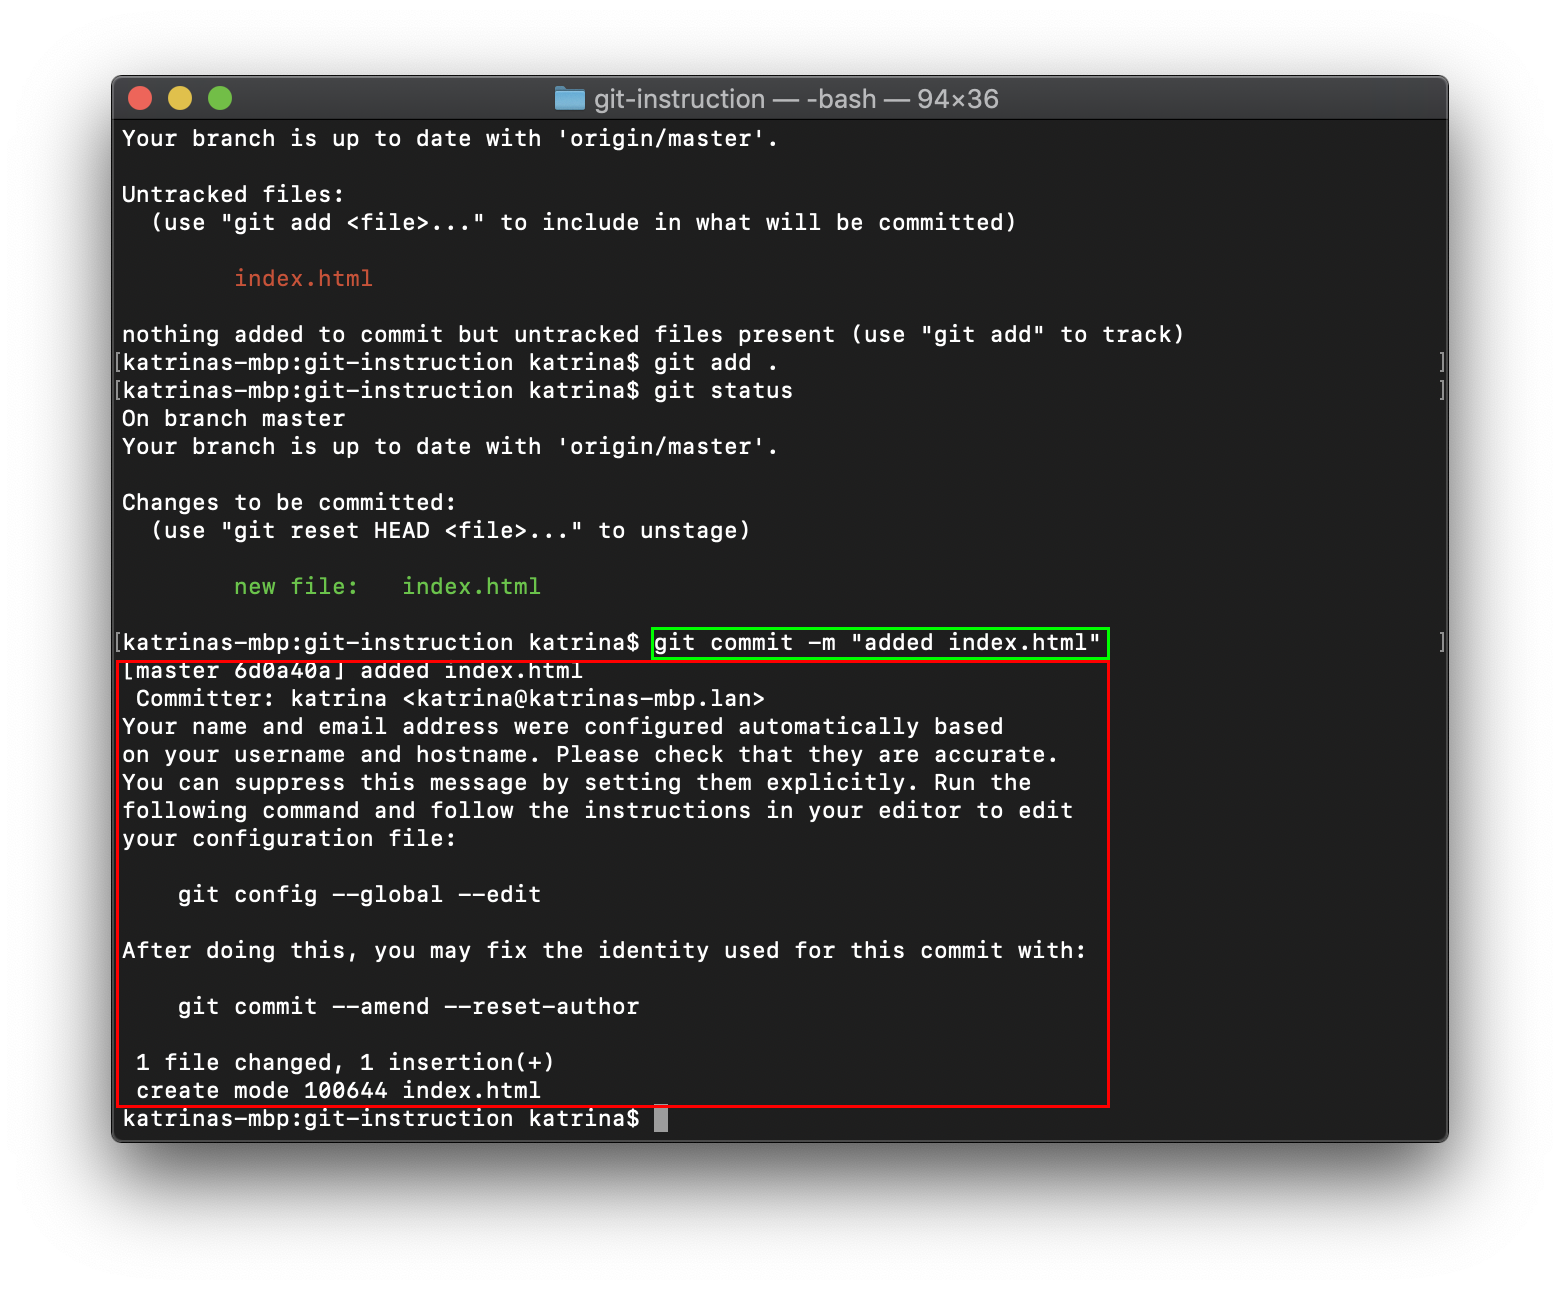 git-instruction — -bash — 94×36
Your branch is up to date with 'origin/master'.
Untracked files:
  (use "git add <file>..." to include in what will be committed)
        index.html
nothing added to commit but untracked files present (use "git add" to track)
[katrinas-mbp:git-instruction katrina$ git add . ]
[katrinas-mbp:git-instruction katrina$ git status ]
On branch master
Your branch is up to date with 'origin/master'.
Changes to be committed:
  (use "git reset HEAD <file>..." to unstage)
        new file:   index.html
[katrinas-mbp:git-instruction katrina$ git commit -m "added index.html" ]
[master 6d0a40a] added index.html
 Committer: katrina <katrina@katrinas-mbp.lan>
Your name and email address were configured automatically based
on your username and hostname. Please check that they are accurate.
You can suppress this message by setting them explicitly. Run the
following command and follow the instructions in your editor to edit
your configuration file:
    git config --global --edit
After doing this, you may fix the identity used for this commit with:
    git commit --amend --reset-author
 1 file changed, 1 insertion(+)
 create mode 100644 index.html
katrinas-mbp:git-instruction katrina$